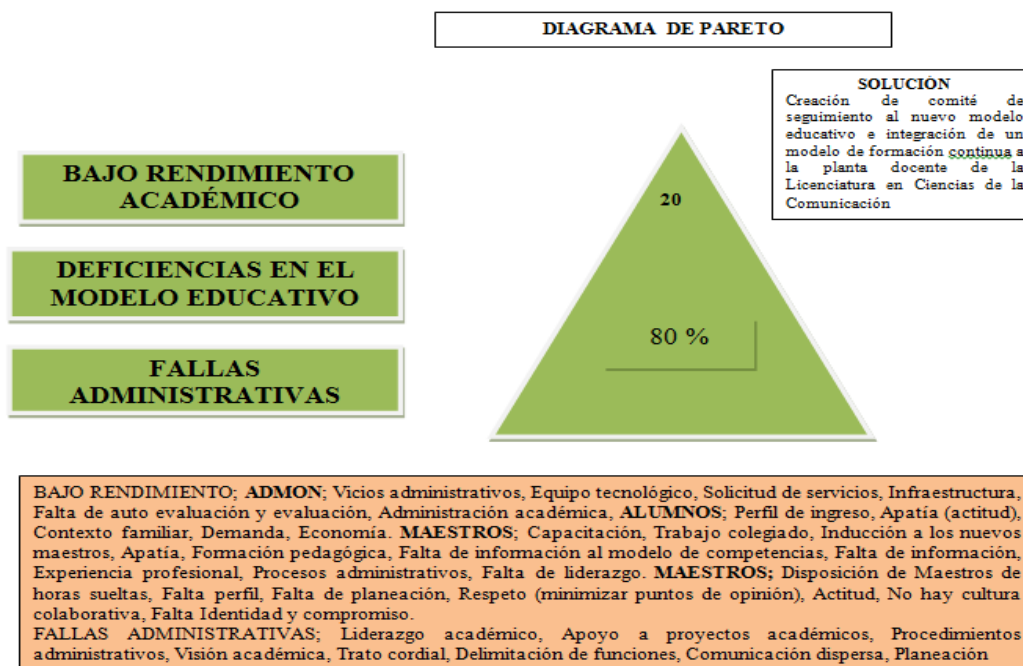 DIAGRAMA DE PARETO
SOLUCIÓN
Creación de comité de
seguimiento al nuevo modelo
educativo e integración de un
modelo de formación continua a
la planta docente de la
Licenciatura en Ciencias de la
Comunicación
BAJO RENDIMIENTO
ACADÉMICO
DEFICIENCIAS EN EL
MODELO EDUCATIVO
FALLAS
ADMINISTRATIVAS
20
80 %
BAJO RENDIMIENTO; ADMON; Vicios administrativos, Equipo tecnológico, Solicitud de servicios, Infraestructura,
Falta de auto evaluación y evaluación, Administración académica, ALUMNOS; Perfil de ingreso, Apatía (actitud),
Contexto familiar, Demanda, Economía. MAESTROS; Capacitación, Trabajo colegiado, Inducción a los nuevos
maestros, Apatía, Formación pedagógica, Falta de información al modelo de competencias, Falta de información,
Experiencia profesional, Procesos administrativos, Falta de liderazgo. MAESTROS; Disposición de Maestros de
horas sueltas, Falta perfil, Falta de planeación, Respeto (minimizar puntos de opinión), Actitud, No hay cultura
colaborativa, Falta Identidad y compromiso.
FALLAS ADMINISTRATIVAS; Liderazgo académico, Apoyo a proyectos académicos, Procedimientos
administrativos, Visión académica, Trato cordial, Delimitación de funciones, Comunicación dispersa, Planeación